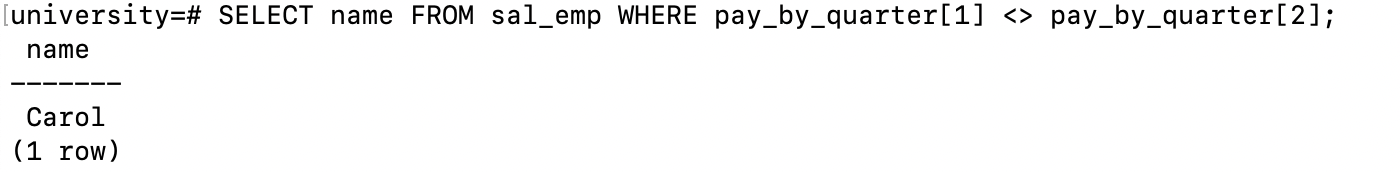 [university=# SELECT name FROM sal_emp WHERE pay_by_quarter[1] <> pay_by_quarter[2];
name
-------
Carol
(1 row)